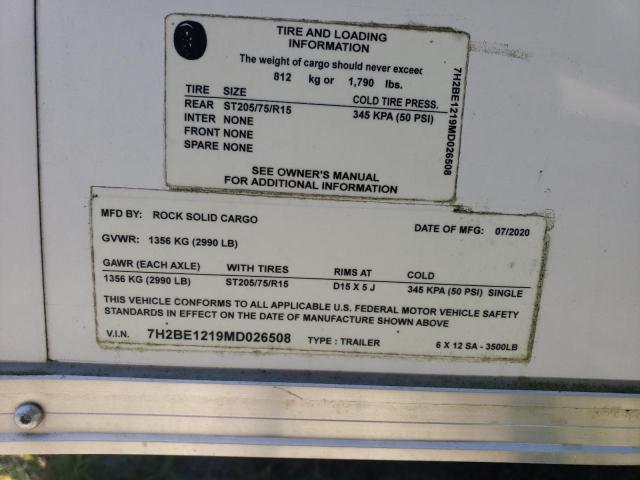 TIRE AND LOADING
INFORMATION
The weight of cargo should never exceed
812 kg or 1,790 lbs.
TIRE SIZE COLD TIRE PRESS.
REAR ST205/75/R15 345 KPA (50 PSI)
INTER NONE
FRONT NONE
SPARE NONE
SEE OWNER'S MANUAL
FOR ADDITIONAL INFORMATION
7H2BE1219MD026508
MFD BY: ROCK SOLID CARGO DATE OF MFG: 07/2020
GVWR: 1356 KG (2990 LB)
GAWR (EACH AXLE) WITH TIRES RIMS AT COLD
1356 KG (2990 LB) ST205/75/R15 D15 X 5 J 345 KPA (50 PSI) SINGLE
THIS VEHICLE CONFORMS TO ALL APPLICABLE U.S. FEDERAL MOTOR VEHICLE SAFETY
STANDARDS IN EFFECT ON THE DATE OF MANUFACTURE SHOWN ABOVE
V.I.N. 7H2BE1219MD026508 TYPE: TRAILER 6 X 12 SA - 3500LB